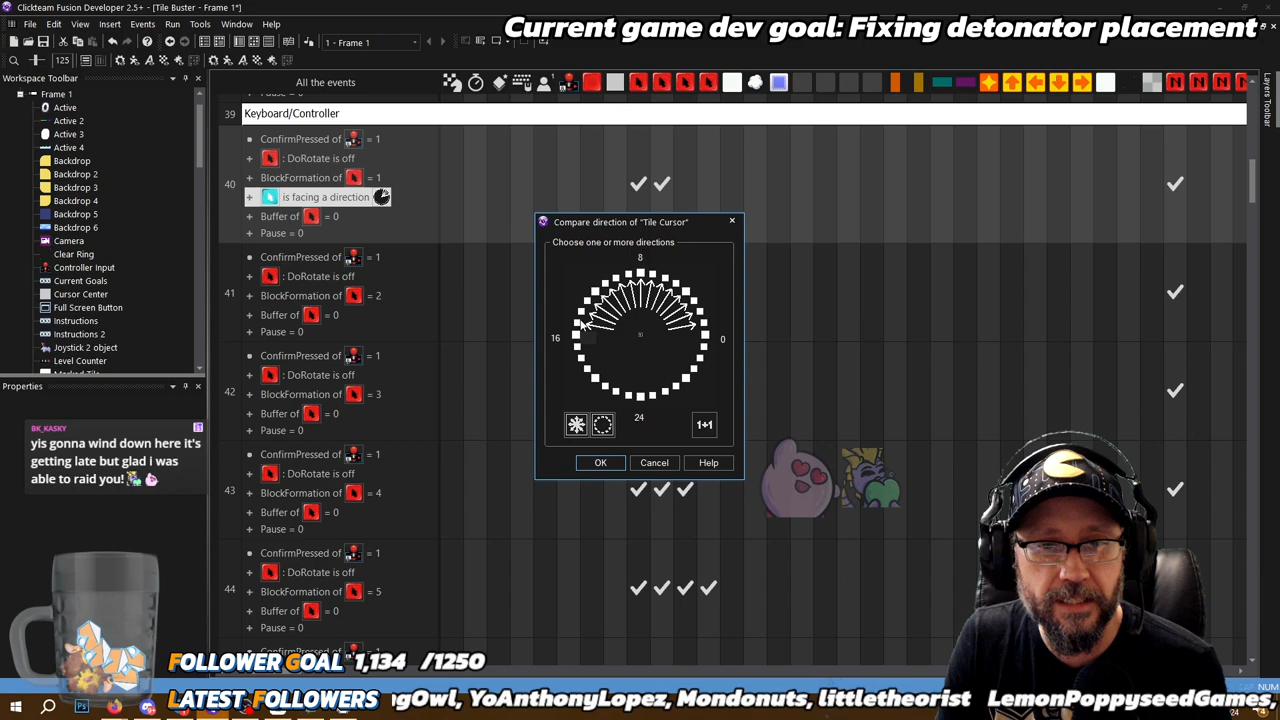 Clickteam Fusion Developer 2.5+ - [Tile Buster - Frame 1*]
Current game dev goal: Fixing detonator placement
File Edit View Insert Events Run Tools Window Help
1 - Frame 1
123
Workspace Toolbar
All the events
Layers Toolbar
Frame 1
Active
Active 2
Active 3
Active 4
Backdrop
Backdrop 2
Backdrop 3
Backdrop 4
Backdrop 5
Backdrop 6
Camera
Clear Ring
Controller Input
Current Goals
Cursor Center
Full Screen Button
Instructions
Instructions 2
Joystick 2 object
Level Counter
Marked Tile
Properties
39 Keyboard/Controller
40
ConfirmPressed of = 1
+ : DoRotate is off
+ BlockFormation of = 1
+ is facing a direction
+ Buffer of = 0
+ Pause = 0
41
ConfirmPressed of = 1
+ : DoRotate is off
+ BlockFormation of = 2
+ Buffer of = 0
+ Pause = 0
42
ConfirmPressed of = 1
+ : DoRotate is off
+ BlockFormation of = 3
+ Buffer of = 0
+ Pause = 0
43
ConfirmPressed of = 1
+ : DoRotate is off
+ BlockFormation of = 4
+ Buffer of = 0
+ Pause = 0
44
ConfirmPressed of = 1
+ : DoRotate is off
+ BlockFormation of = 5
+ Buffer of = 0
+ Pause = 0
Compare direction of "Tile Cursor"
Choose one or more directions
8
16
0
24
1+1
OK Cancel Help
BK_KASKY
yis gonna wind down here it's
getting late but glad i was
able to raid you!
Follower Goal 1,134 /1250
Latest Followers ggOwl, YoAnthonyLopez, Mondonuts, littletheorist LemonPoppyseedGames,
NUM